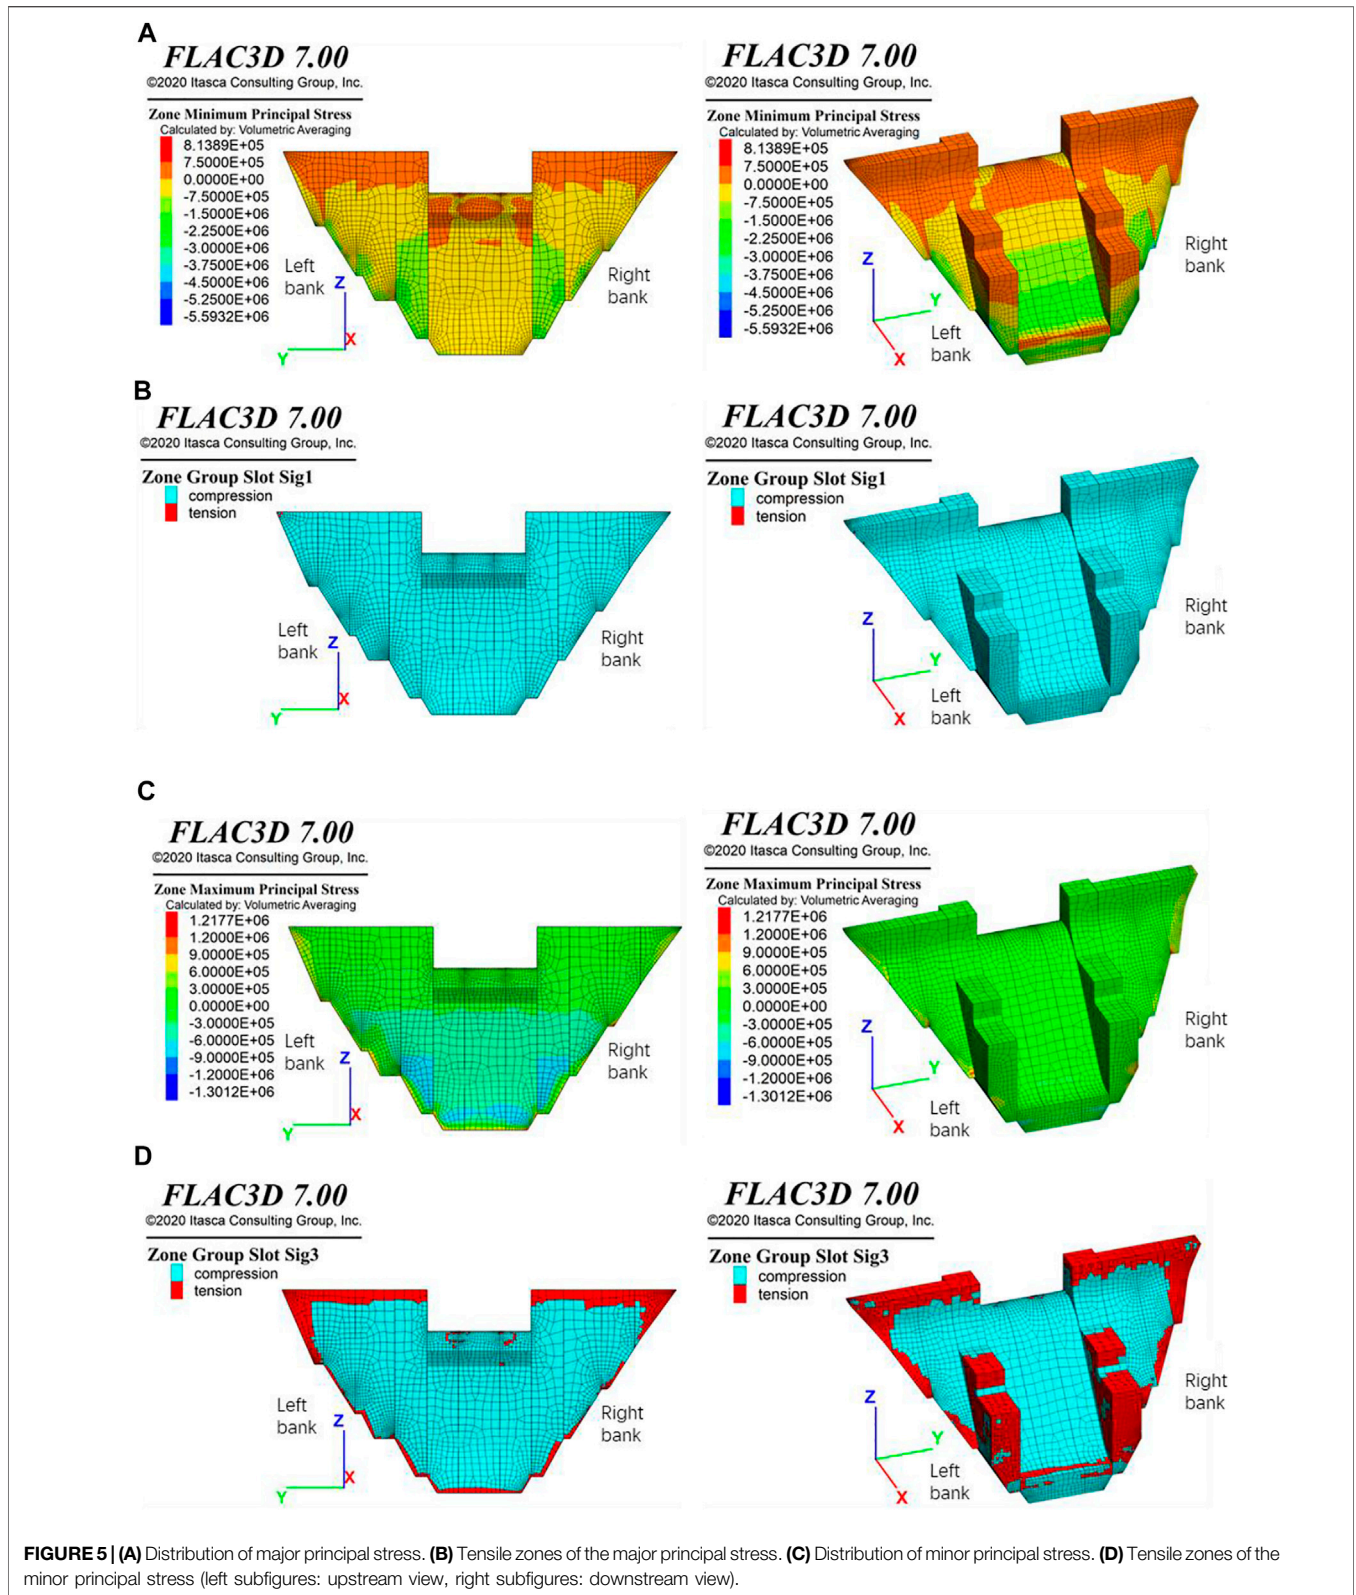 A
FLAC3D 7.00
©2020 Itasca Consulting Group, Inc.
Zone Minimum Principal Stress
Calculated by: Volumetric Averaging
8.1389E+05
7.5000E+05
0.0000E+00
-7.5000E+05
-1.5000E+06
-2.2500E+06
-3.0000E+06
-3.7500E+06
-4.5000E+06
-5.2500E+06
-5.5932E+06
Left
bank
Z
X
Y
Right
bank
FLAC3D 7.00
©2020 Itasca Consulting Group, Inc.
Zone Minimum Principal Stress
Calculated by: Volumetric Averaging
8.1389E+05
7.5000E+05
0.0000E+00
-7.5000E+05
-1.5000E+06
-2.2500E+06
-3.0000E+06
-3.7500E+06
-4.5000E+06
-5.2500E+06
-5.5932E+06
Z
Y
X
Left
bank
Right
bank
B
FLAC3D 7.00
©2020 Itasca Consulting Group, Inc.
Zone Group Slot Sig1
compression
tension
Left
bank
Z
X
Y
Right
bank
FLAC3D 7.00
©2020 Itasca Consulting Group, Inc.
Zone Group Slot Sig1
compression
tension
Z
Y
X
Left
bank
Right
bank
C
FLAC3D 7.00
©2020 Itasca Consulting Group, Inc.
Zone Maximum Principal Stress
Calculated by: Volumetric Averaging
1.2177E+06
1.2000E+06
9.0000E+05
6.0000E+05
3.0000E+05
0.0000E+00
-3.0000E+05
-6.0000E+05
-9.0000E+05
-1.2000E+06
-1.3012E+06
Left
bank
Z
X
Y
Right
bank
FLAC3D 7.00
©2020 Itasca Consulting Group, Inc.
Zone Maximum Principal Stress
Calculated by: Volumetric Averaging
1.2177E+06
1.2000E+06
9.0000E+05
6.0000E+05
3.0000E+05
0.0000E+00
-3.0000E+05
-6.0000E+05
-9.0000E+05
-1.2000E+06
-1.3012E+06
Z
Y
X
Left
bank
Right
bank
D
FLAC3D 7.00
©2020 Itasca Consulting Group, Inc.
Zone Group Slot Sig3
compression
tension
Left
bank
Z
X
Y
Right
bank
FLAC3D 7.00
©2020 Itasca Consulting Group, Inc.
Zone Group Slot Sig3
compression
tension
Z
Y
X
Left
bank
Right
bank
FIGURE 5 | (A) Distribution of major principal stress. (B) Tensile zones of the major principal stress. (C) Distribution of minor principal stress. (D) Tensile zones of the
minor principal stress (left subfigures: upstream view, right subfigures: downstream view).